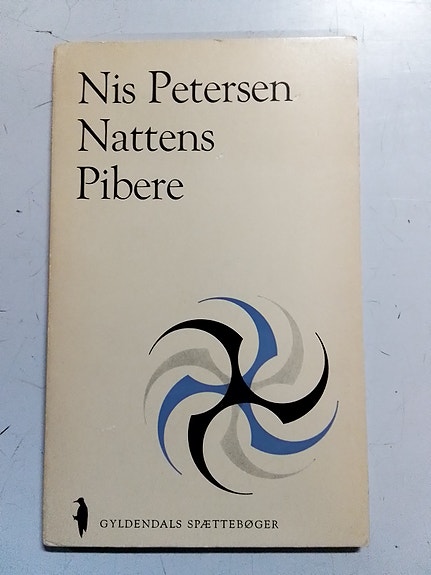 Nis Petersen
Nattens
Pibere
GYLDENDALS SPÆTTEBØGER